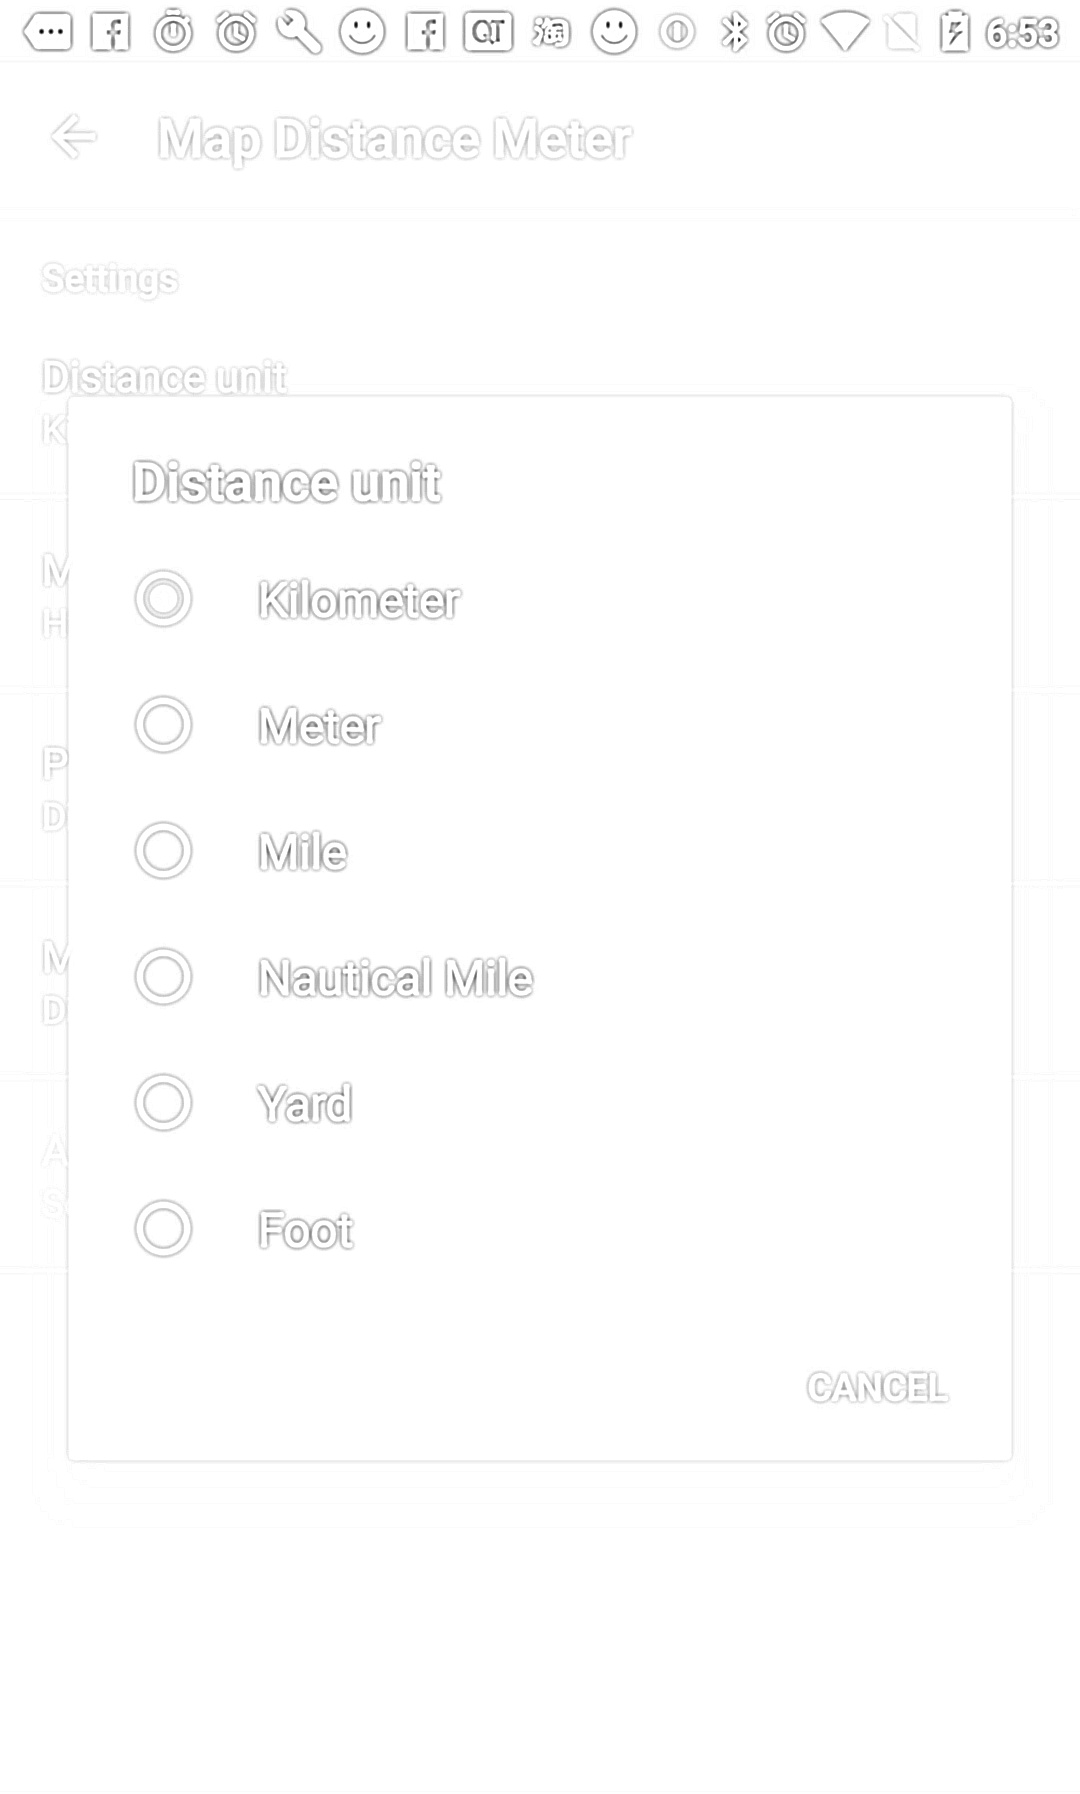 6:53
Map Distance Meter
Settings
Distance unit
K
Distance unit
Kilometer
M
H
Meter
P
D
Mile
M
D
Nautical Mile
Yard
A
S
Foot
CANCEL